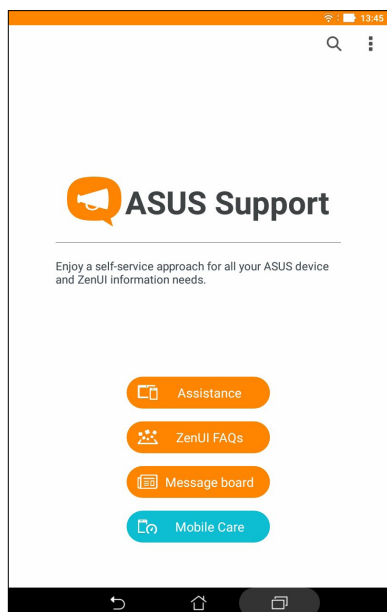 13:45
ASUS Support
Enjoy a self-service approach for all your ASUS device
and ZenUI information needs.
Assistance
ZenUI FAQs
Message board
Mobile Care